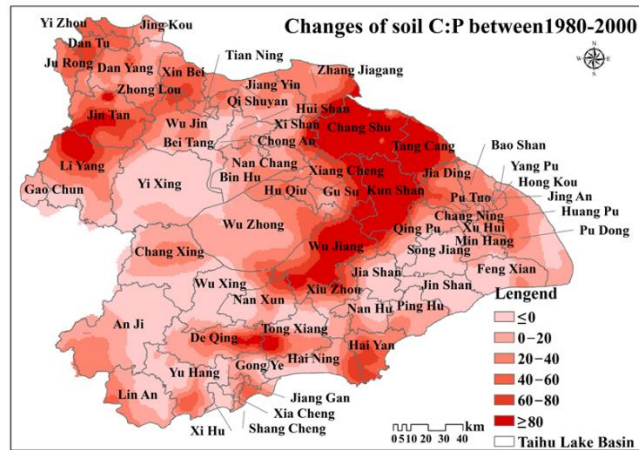 Changes of soil C:P between1980-2000
Yi Zhou
Jing Kou
Dan Tu
Tian Ning
Ju Rong
Dan Yang
Xin Bei
Zhang Jiagang
Jiang Yin
Zhong Lou
Qi Shuyan
Hui Shan
Jin Tan
Wu Jin
Xi Shan
Chang Shu
Bei Tang
Chong An
Tang Cang
Bao Shan
Li Yang
Nan Chang
Xiang Cheng
Jia Ding
Yang Pu
Gao Chun
Yi Xing
Bin Hu
Hu Qiu
Gu Su
Kun Shan
Pu Tuo
Hong Kou
Jing An
Chang Ning
Huang Pu
Wu Zhong
Qing Pu
Xu Hui
Pu Dong
Chang Xing
Wu Jiang
Song Jiang
Min Hang
Jia Shan
Feng Xian
Wu Xing
Xiu Zhou
Jin Shan
Nan Xun
Nan Hu
Ping Hu
An Ji
De Qing
Tong Xiang
Hai Yan
Hai Ning
Yu Hang
Gong Ye
Lin An
Jiang Gan
Xia Cheng
Xi Hu
Shang Cheng
Lengend
≤0
0-20
20-40
40-60
60-80
≥80
Taihu Lake Basin
km
0 5 10 20 30 40
N
W E
S